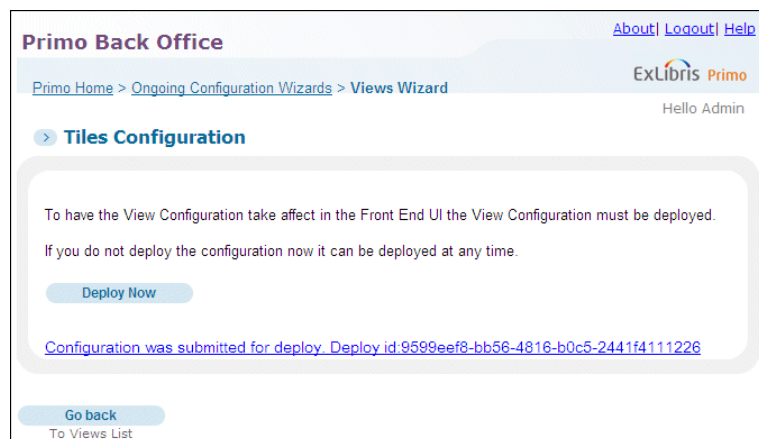 About| Logout| Help
Primo Back Office
ExLibris Primo
Primo Home > Ongoing Configuration Wizards > Views Wizard
Hello Admin
> Tiles Configuration
To have the View Configuration take affect in the Front End UI the View Configuration must be deployed.
If you do not deploy the configuration now it can be deployed at any time.
Deploy Now
Configuration was submitted for deploy. Deploy id:9599eef8-bb56-4816-b0c5-2441f4111226
Go back
To Views List